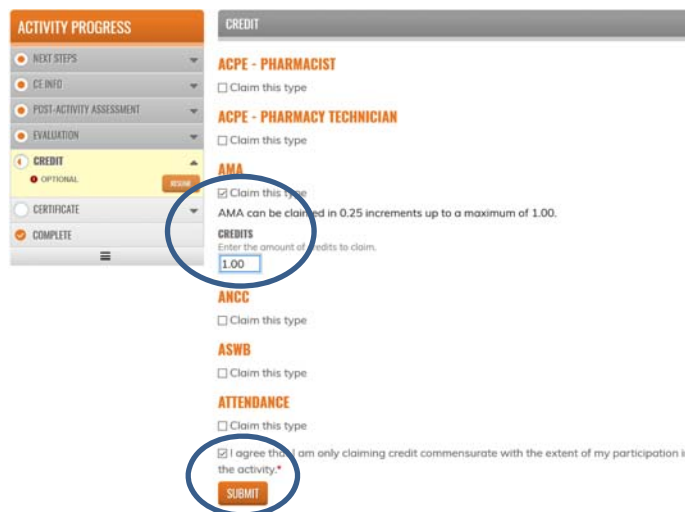 ACTIVITY PROGRESS
NEXT STEPS
CE INFO
POST-ACTIVITY ASSESSMENT
EVALUATION
CREDIT
OPTIONAL
RESUME
CERTIFICATE
COMPLETE
CREDIT
ACPE - PHARMACIST
Claim this type
ACPE - PHARMACY TECHNICIAN
Claim this type
AMA
Claim this type
AMA can be claimed in 0.25 increments up to a maximum of 1.00.
CREDITS
Enter the amount of credits to claim.
1.00
ANCC
Claim this type
ASWB
Claim this type
ATTENDANCE
Claim this type
I agree that I am only claiming credit commensurate with the extent of my participation i
the activity.*
SUBMIT